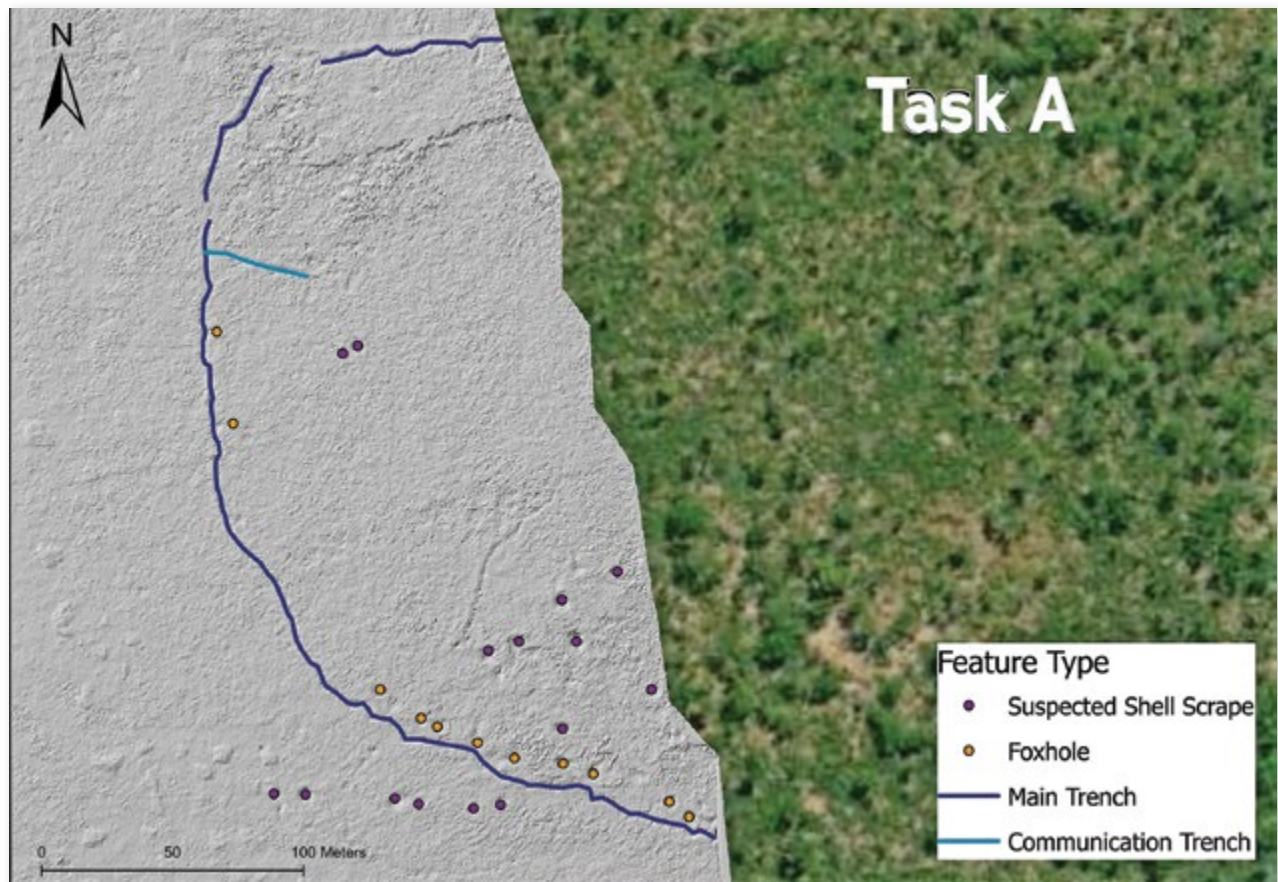 N
Task A
Feature Type
Suspected Shell Scrape
Foxhole
Main Trench
Communication Trench
0 50 100 Meters